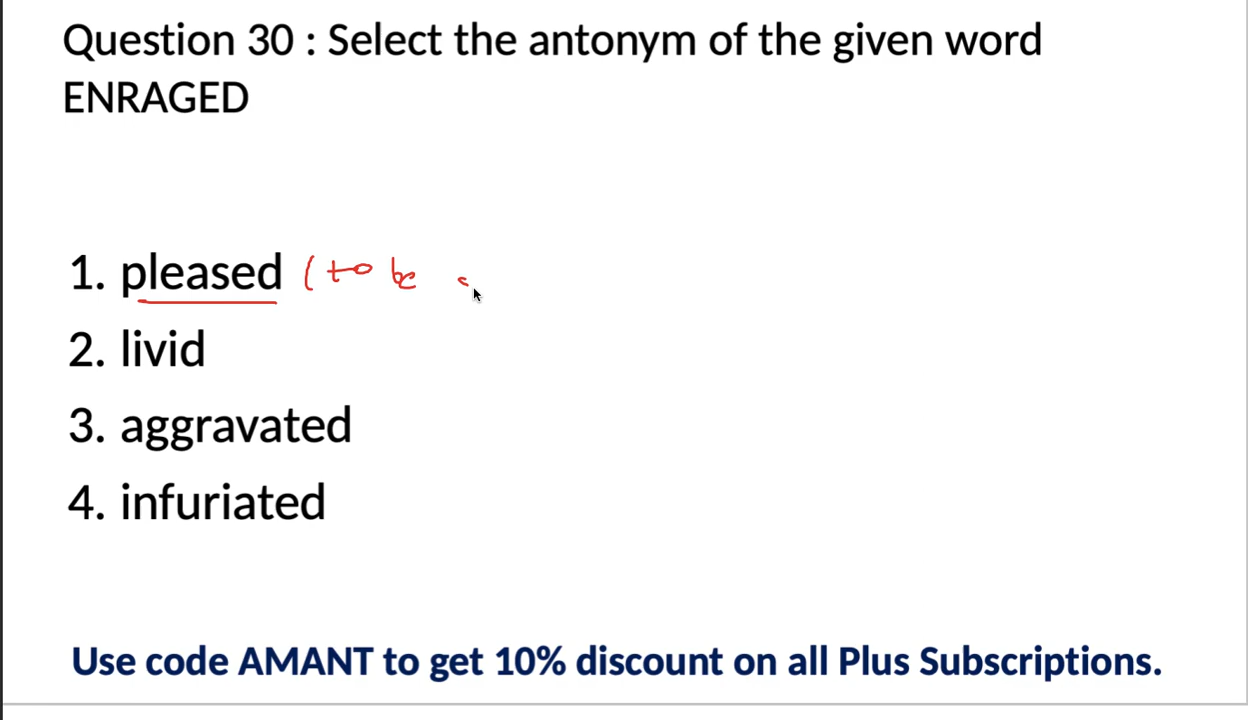 Question 30 : Select the antonym of the given word
ENRAGED
1. pleased ( to be
2. livid
3. aggravated
4. infuriated
Use code AMANT to get 10% discount on all Plus Subscriptions.